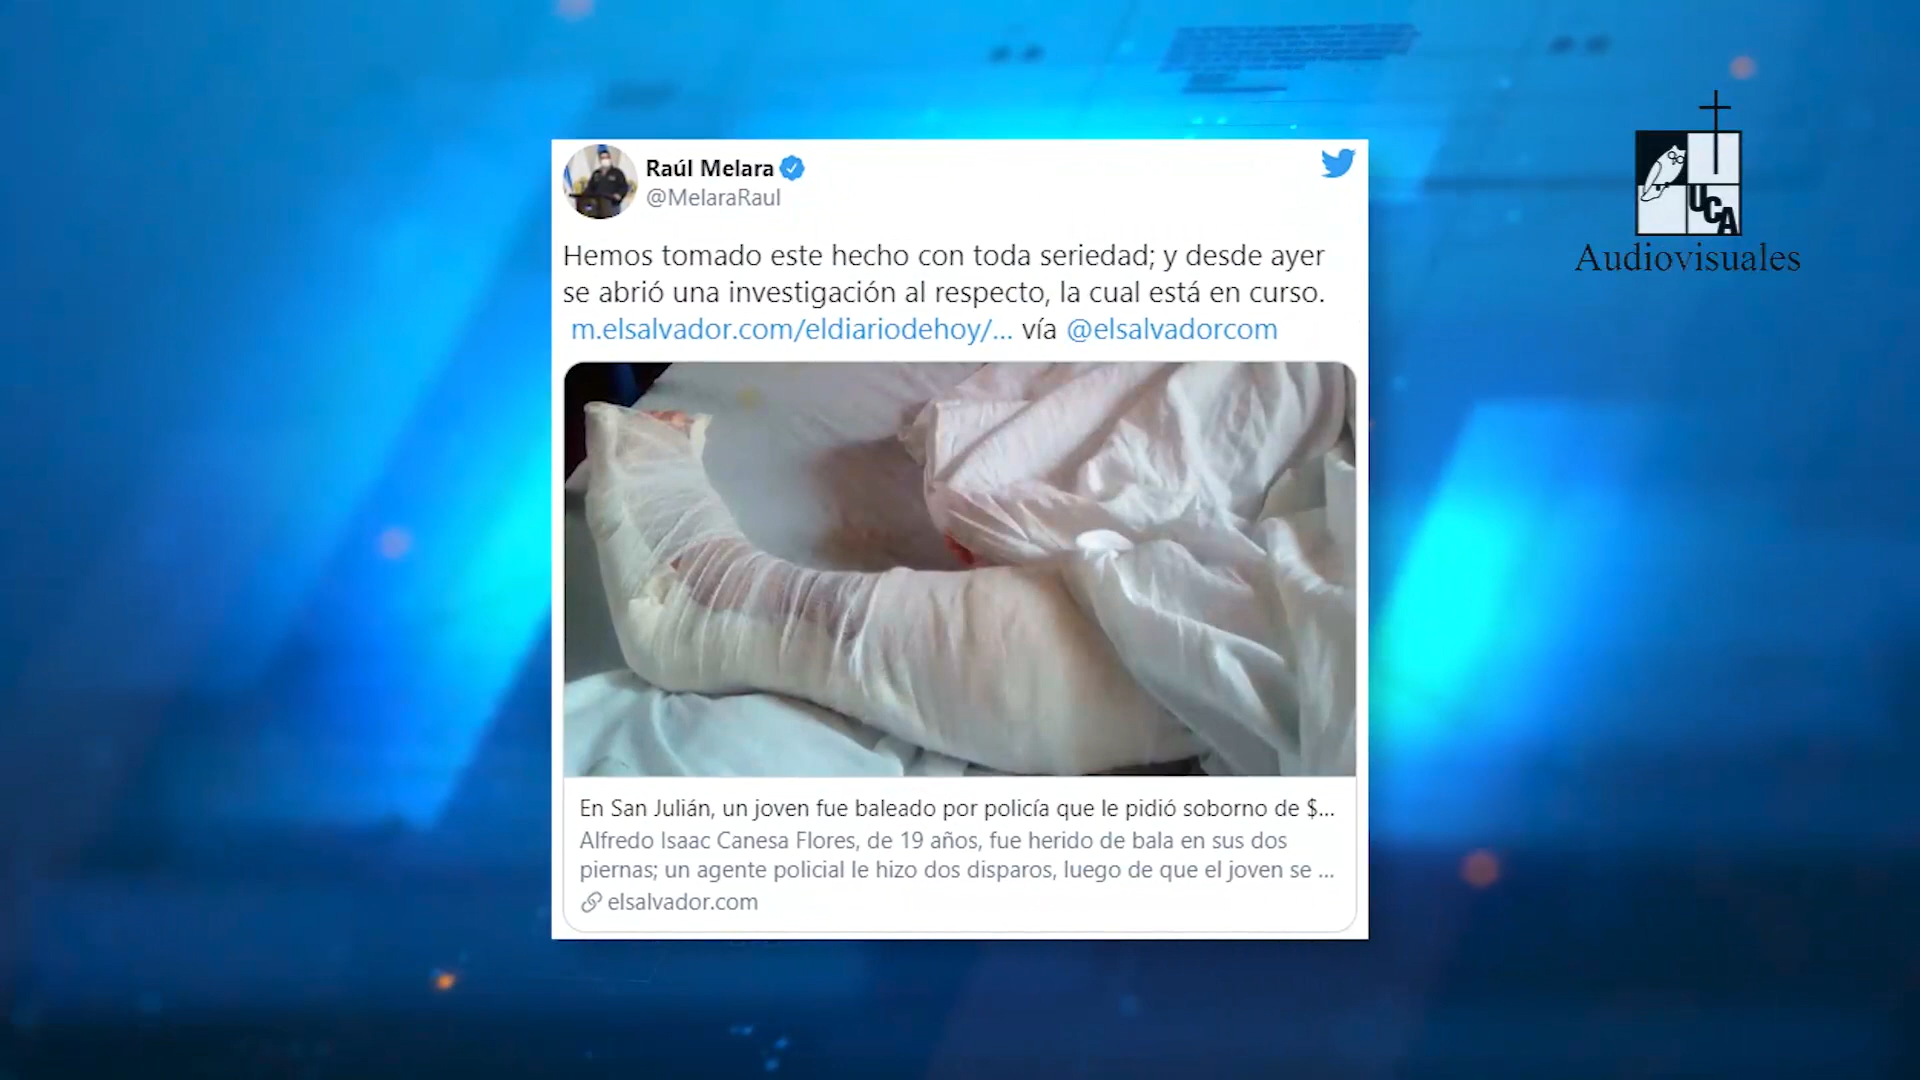 Raúl Melara
@MelaraRaul
Hemos tomado este hecho con toda seriedad; y desde ayer
se abrió una investigación al respecto, la cual está en curso.
m.elsalvador.com/eldiariodehoy/... vía @elsalvadorcom
En San Julián, un joven fue baleado por policía que le pidió soborno de $...
Alfredo Isaac Canesa Flores, de 19 años, fue herido de bala en sus dos
piernas; un agente policial le hizo dos disparos, luego de que el joven se ...
elsalvador.com
UCA
Audiovisuales